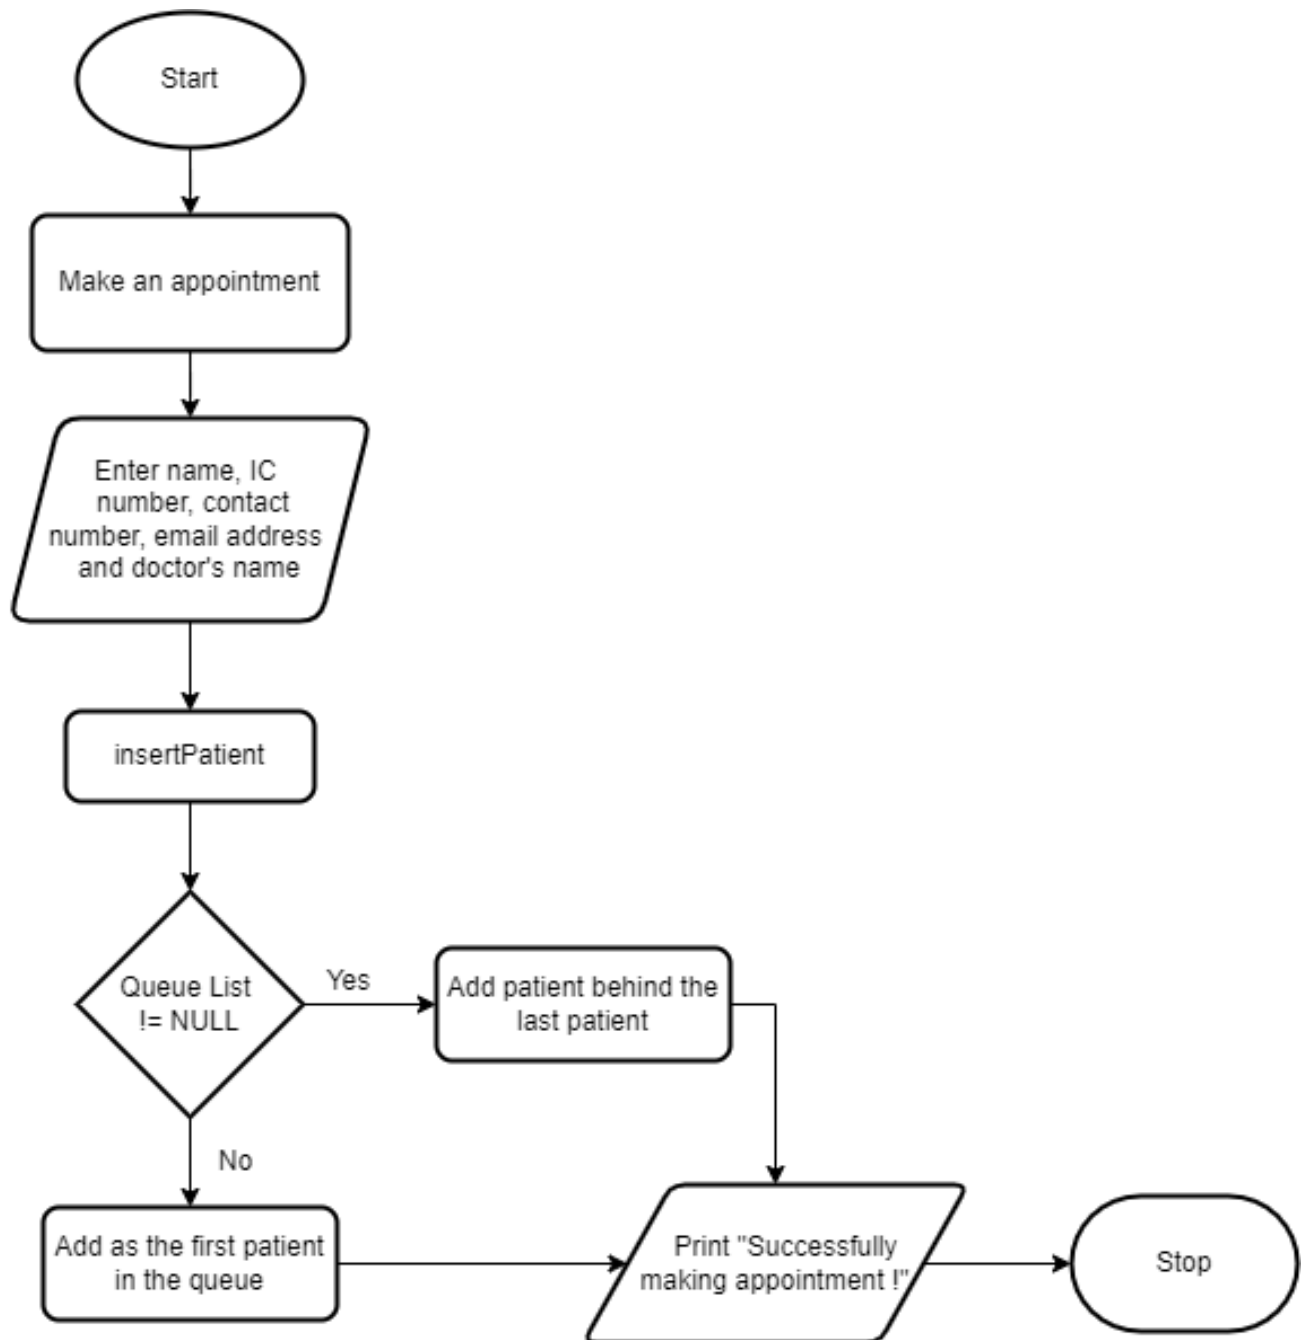 Start
Make an appointment
Enter name, IC
number, contact
number, email address
and doctor's name
insertPatient
Queue List
!= NULL
Yes
Add patient behind the
last patient
No
Add as the first patient
in the queue
Print "Successfully
making appointment !"
Stop